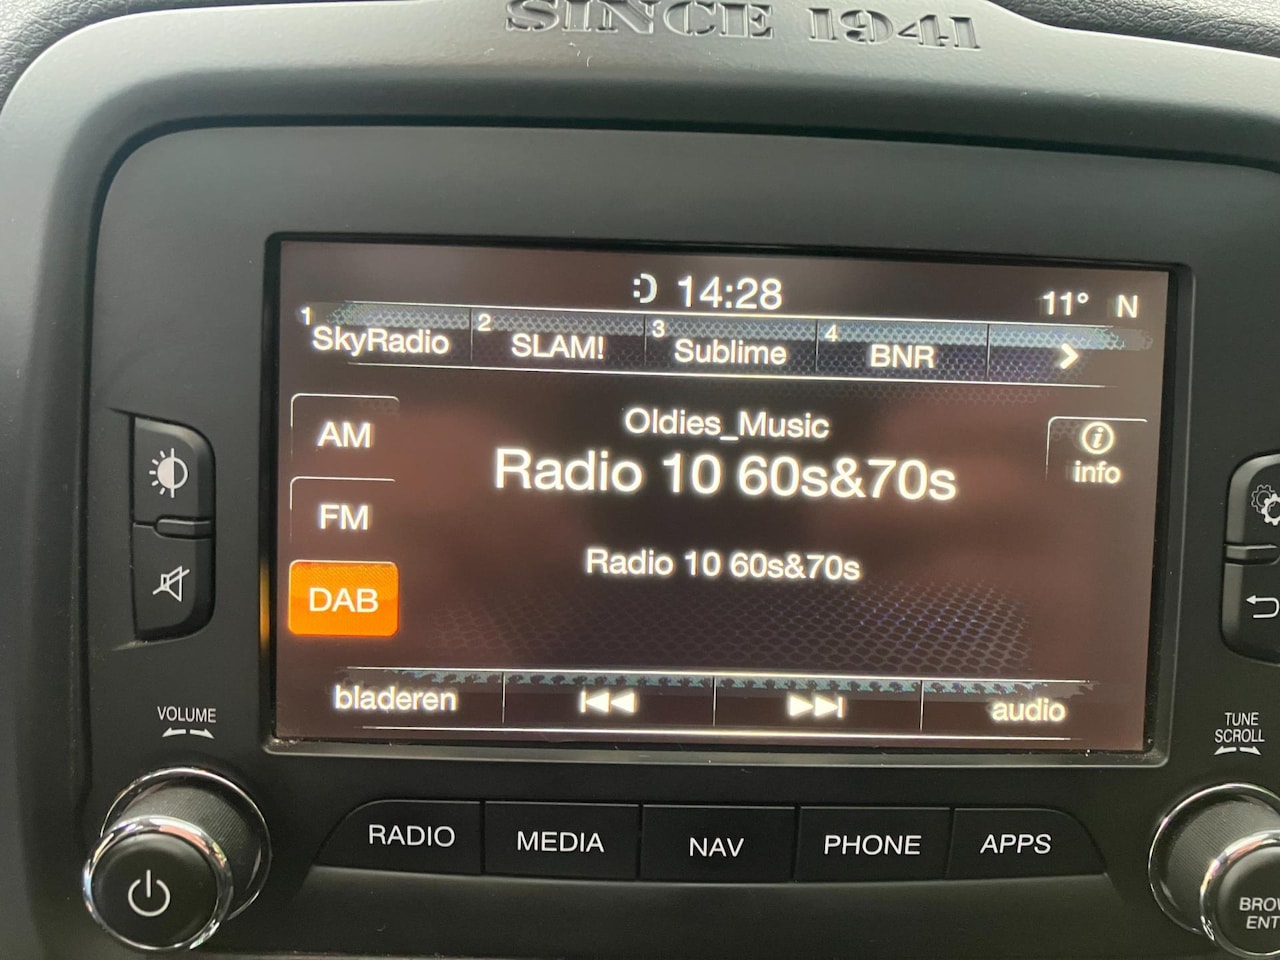 SINCE 1941
14:28
11° N
1 SkyRadio 2 SLAM! 3 Sublime 4 BNR
Oldies_Music
AM
info
Radio 10 60s&70s
FM
Radio 10 60s&70s
DAB
bladeren
audio
VOLUME
TUNE
SCROLL
RADIO MEDIA NAV PHONE APPS